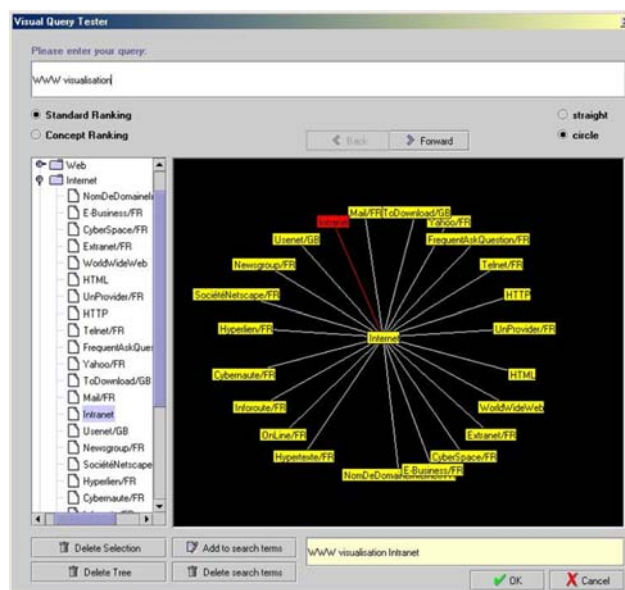 Visual Query Tester
Please enter your query:
WWW visualisation
Standard Ranking
Concept Ranking
Back
Forward
straight
circle
Web
Internet
E-Business/FR
CyberSpace/FR
Extranet/FR
WorldWideWeb
HTML
UnProvider/FR
HTTP
Telnet/FR
FrequentAskQues
Yahoo/FR
ToDownload/GB
Mail/FR
Intranet
Usenet/GB
Newsgroup/FR
SociétéNetscape
Hyperlien/FR
Cybernaute/FR
Mail/FR
ToDownload/GB
Intranet
Yahoo/FR
Usenet/GB
FrequentAskQuestion/FR
Newsgroup/FR
Telnet/FR
SociétéNetscape/FR
HTTP
Hyperlien/FR
Internet
UnProvider/FR
Cybernaute/FR
HTML
Inforoute/FR
WorldWideWeb
OnLine/FR
Extranet/FR
Hypertexte/FR
CyberSpace/FR
E-Business/FR
Delete Selection
Add to search terms
WWW visualisation Intranet
Delete Tree
Delete search terms
OK
Cancel